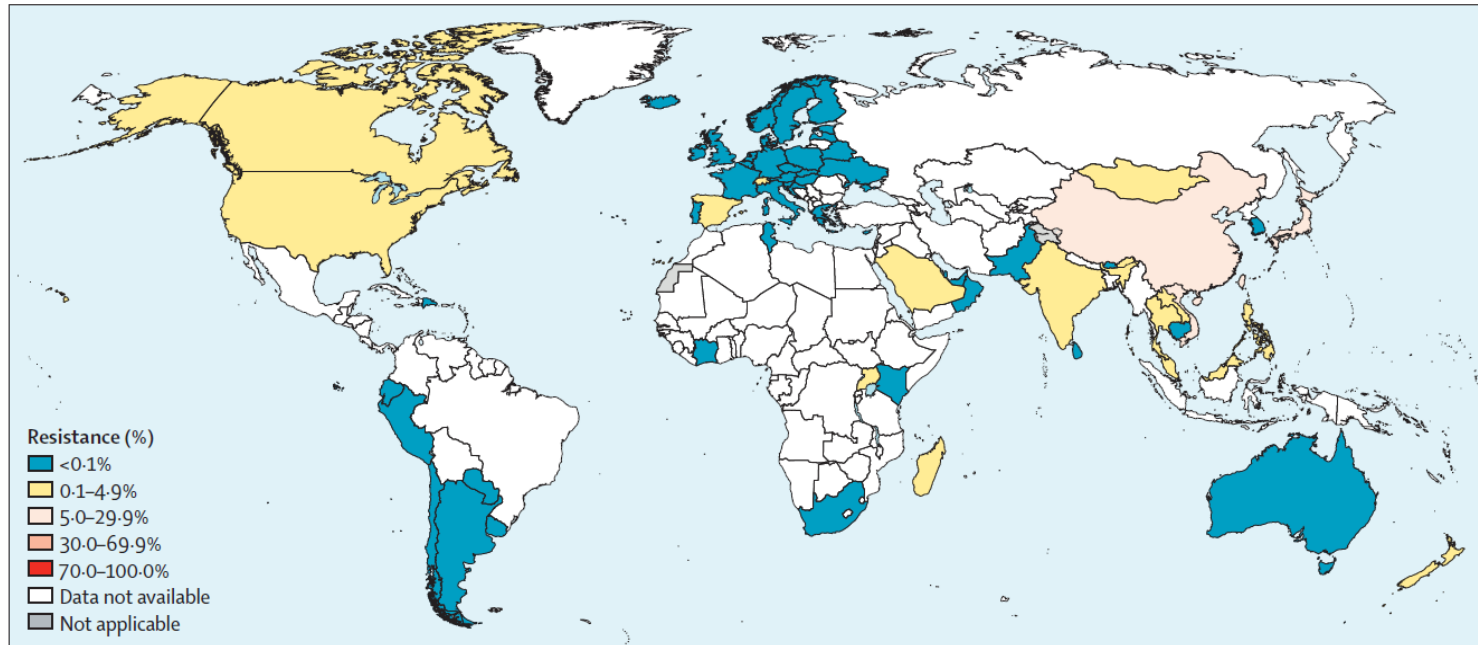 Resistance (%)
<0·1%
0·1–4·9%
5·0–29·9%
30·0–69·9%
70·0–100·0%
Data not available
Not applicable